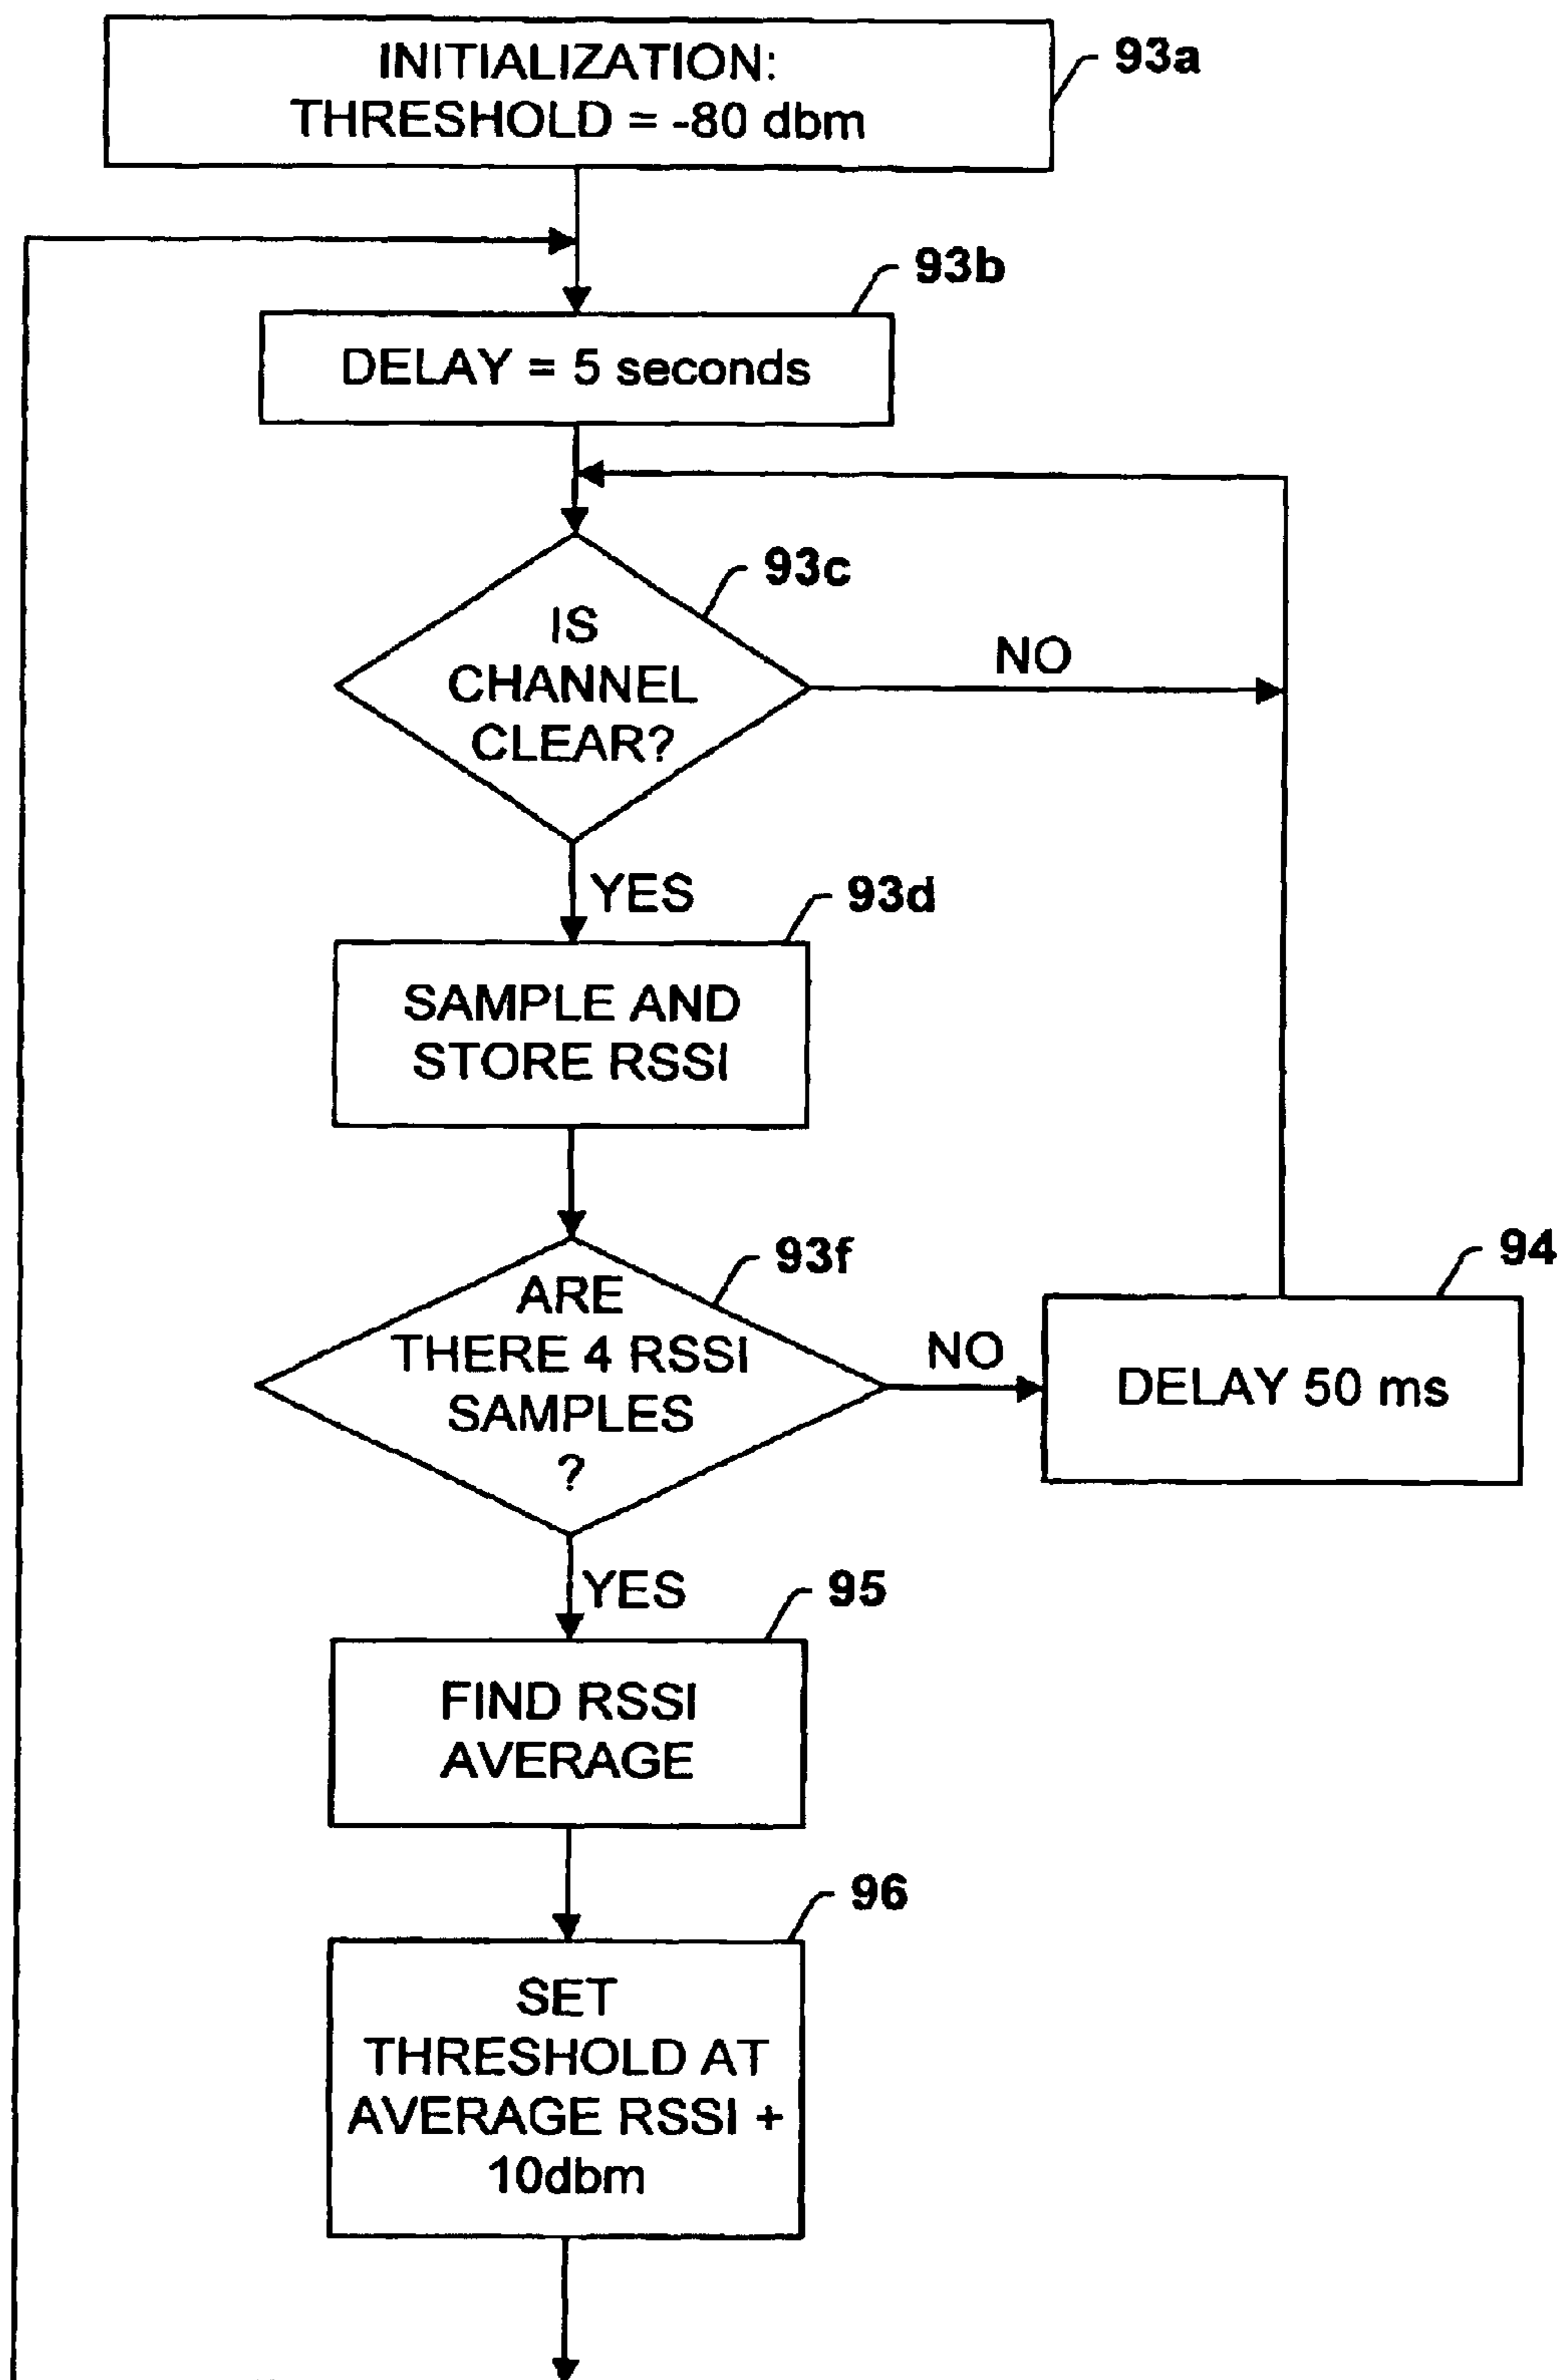 INITIALIZATION:
THRESHOLD = -80 dbm
93a
93b
DELAY = 5 seconds
93c
IS
CHANNEL
CLEAR?
NO
YES
93d
SAMPLE AND
STORE RSSI
93f
ARE
THERE 4 RSSI
SAMPLES
?
NO
94
DELAY 50 ms
YES
95
FIND RSSI
AVERAGE
96
SET
THRESHOLD AT
AVERAGE RSSI +
10dbm